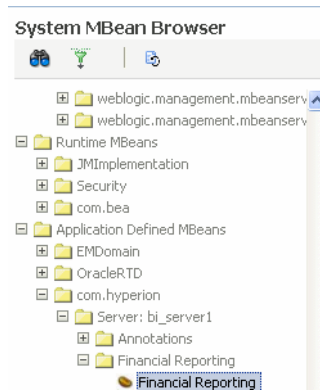 System MBean Browser
weblogic.management.mbeanserv
weblogic.management.mbeanserv
Runtime MBeans
JMImplementation
Security
com.bea
Application Defined MBeans
EMDomain
OracleRTD
com.hyperion
Server: bi_server1
Annotations
Financial Reporting
Financial Reporting